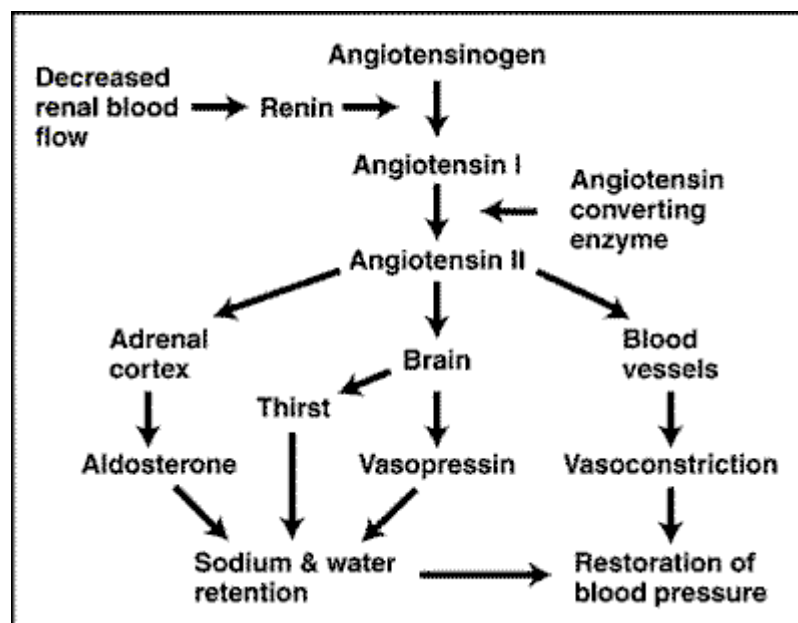 Angiotensinogen
Decreased
renal blood
flow
Renin
Angiotensin I
Angiotensin
converting
enzyme
Angiotensin II
Adrenal
cortex
Brain
Blood
vessels
Thirst
Aldosterone
Vasopressin
Vasoconstriction
Sodium & water
retention
Restoration of
blood pressure